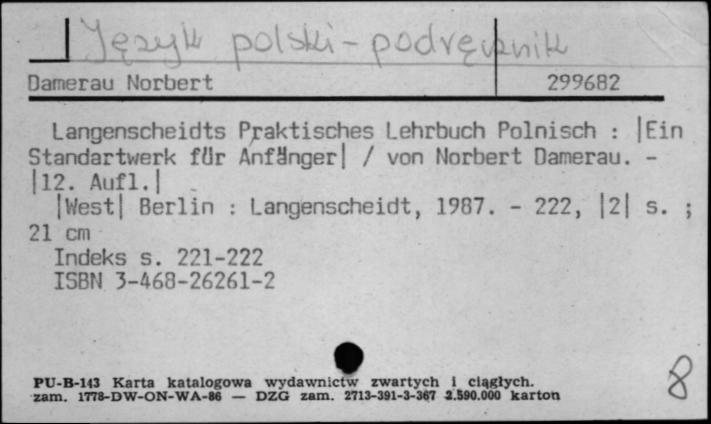 Język polski - podręcznik
Damerau Norbert 299682
Langenscheidts Praktisches Lehrbuch Polnisch : |Ein
Standartwerk für Anfänger| / von Norbert Damerau. -
|12. Aufl.|
|West| Berlin : Langenscheidt, 1987. - 222, |2| s. ;
21 cm
Indeks s. 221-222
ISBN 3-468-26261-2
PU-B-143 Karta katalogowa wydawnictw zwartych i ciągłych.
zam. 1778-DW-ON-WA-86 — DZG zam. 2713-391-3-367 2.590.000 karton
8